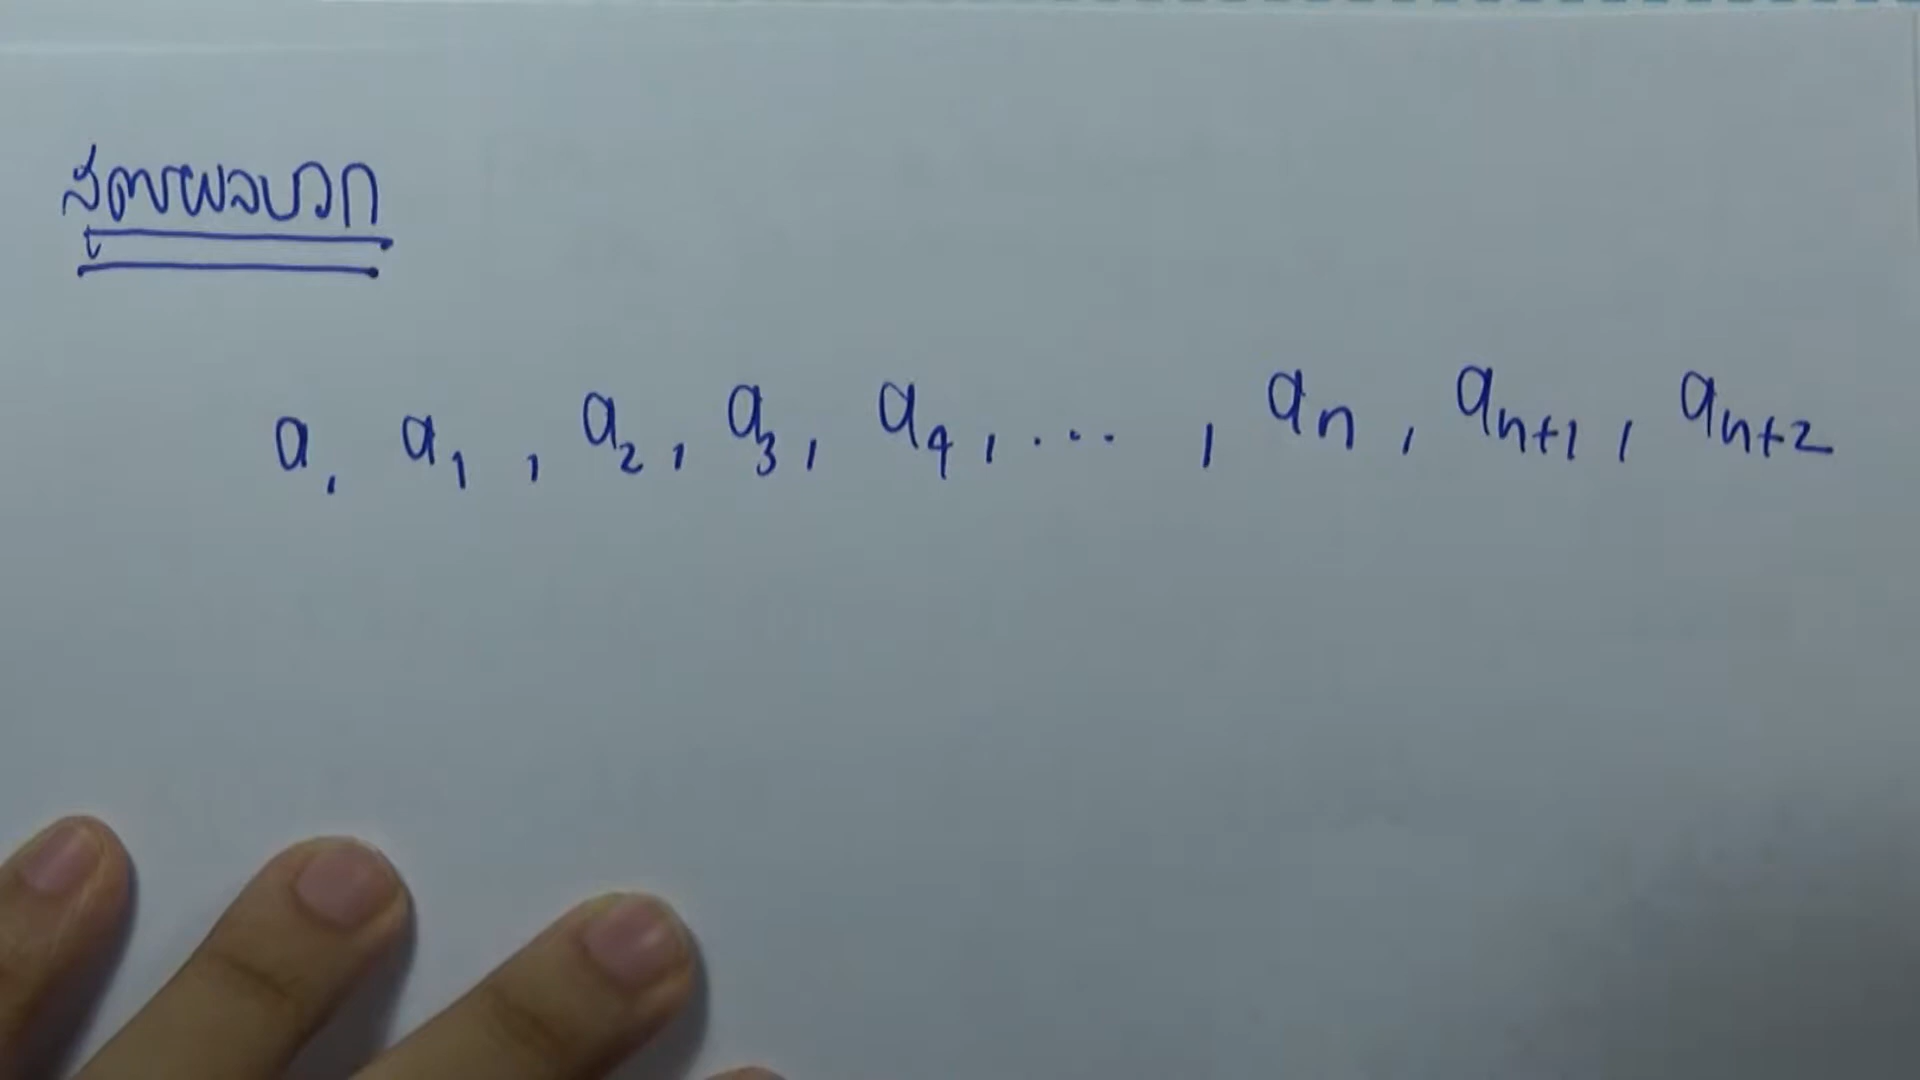 สูตรผลบวก
a, a₁, a₂, a₃, a₄, ..., aₙ, aₙ₊₁, aₙ₊₂